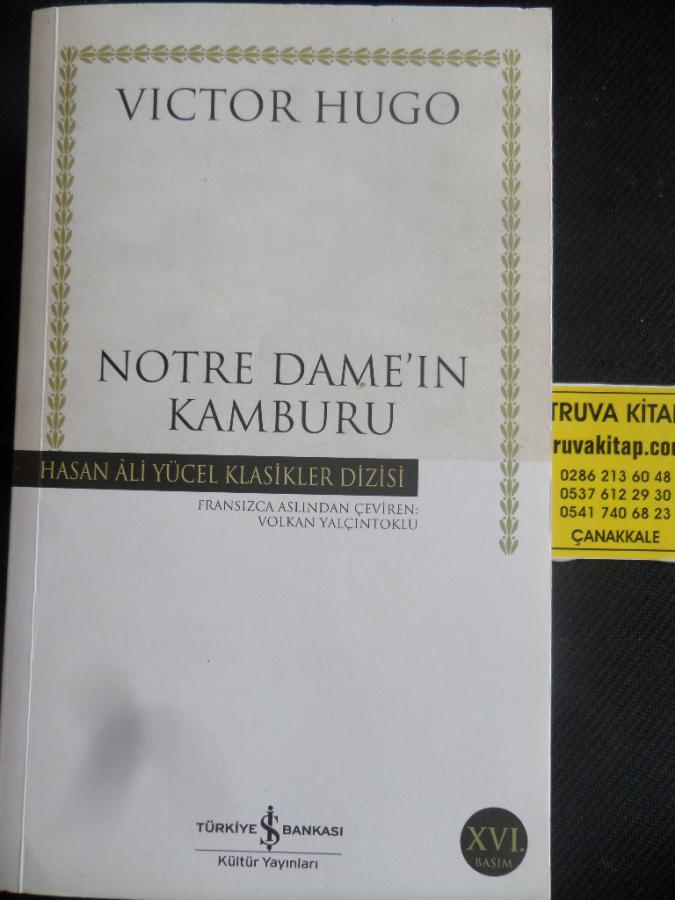 VICTOR HUGO
NOTRE DAME'IN
KAMBURU
HASAN ÂLİ YÜCEL KLASİKLER DİZİSİ
FRANSIZCA ASLINDAN ÇEVİREN:
VOLKAN YALÇINTOKLU
TÜRKİYE İŞ BANKASI
Kültür Yayınları
XVI.
BASIM
TRUVA KİTA
ruvakitap.co
0286 213 60 48
0537 612 29 30
0541 740 68 23
ÇANAKKALE